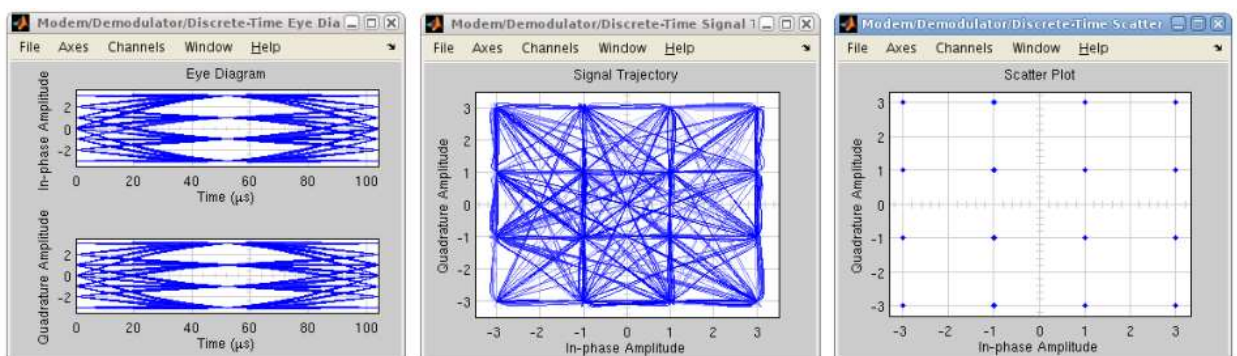 Modem/Demodulator/Discrete-Time Eye Dia
File Axes Channels Window Help
Eye Diagram
In-phase Amplitude
2
0
-2
0 20 40 60 80 100
Time (μs)
Quadrature Amplitude
2
0
-2
0 20 40 60 80 100
Time (μs)
Modem/Demodulator/Discrete-Time Signal T
File Axes Channels Window Help
Signal Trajectory
Quadrature Amplitude
3
2
1
0
-1
-2
-3
-3 -2 -1 0 1 2 3
In-phase Amplitude
Modem/Demodulator/Discrete-Time Scatter
File Axes Channels Window Help
Scatter Plot
Quadrature Amplitude
3
2
1
0
-1
-2
-3
-3 -2 -1 0 1 2 3
In-phase Amplitude